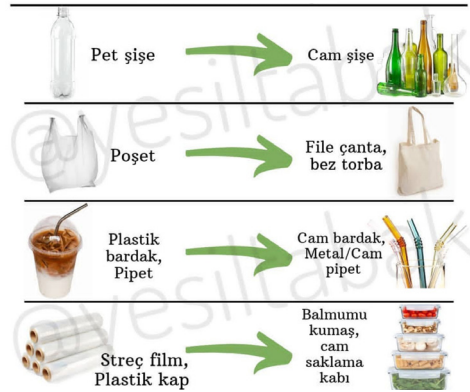 Pet şişe
Cam şişe
Poşet
File çanta,
bez torba
Plastik
bardak,
Pipet
Cam bardak,
Metal/Cam
pipet
Streç film,
Plastik kap
Balmumu
kumaş,
cam
saklama
kabı
@yesiltabak
@yesiltabak